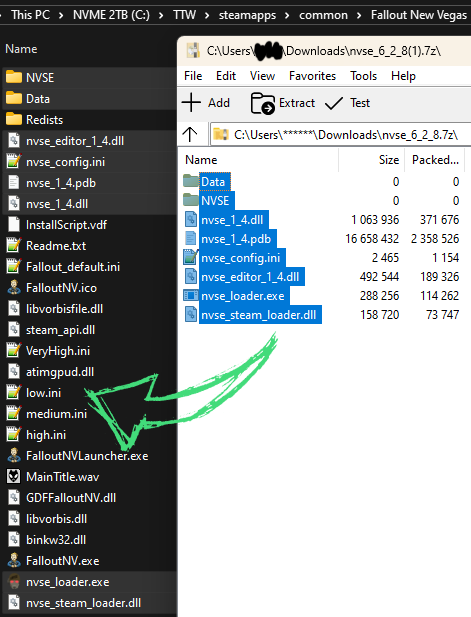 This PC > NVME 2TB (C:) > TTW > steamapps > common > Fallout New Vegas
Name
NVSE
Data
Redists
nvse_editor_1_4.dll
nvse_config.ini
nvse_1_4.pdb
nvse_1_4.dll
InstallScript.vdf
Readme.txt
Fallout_default.ini
FalloutNV.ico
libvorbisfile.dll
steam_api.dll
VeryHigh.ini
atimgpud.dll
low.ini
medium.ini
high.ini
FalloutNVLauncher.exe
MainTitle.wav
GDFFalloutNV.dll
libvorbis.dll
binkw32.dll
FalloutNV.exe
nvse_loader.exe
nvse_steam_loader.dll
C:\Users\ \Downloads\nvse_6_2_8(1).7z\
File Edit View Favorites Tools Help
Add Extract Test
C:\Users\******\Downloads\nvse_6_2_8.7z\
Name Size Packed...
Data 0 0
NVSE 0 0
nvse_1_4.dll 1 063 936 371 676
nvse_1_4.pdb 16 658 432 2 358 526
nvse_config.ini 2 465 1 154
nvse_editor_1_4.dll 492 544 189 326
nvse_loader.exe 288 256 114 262
nvse_steam_loader.dll 158 720 73 747